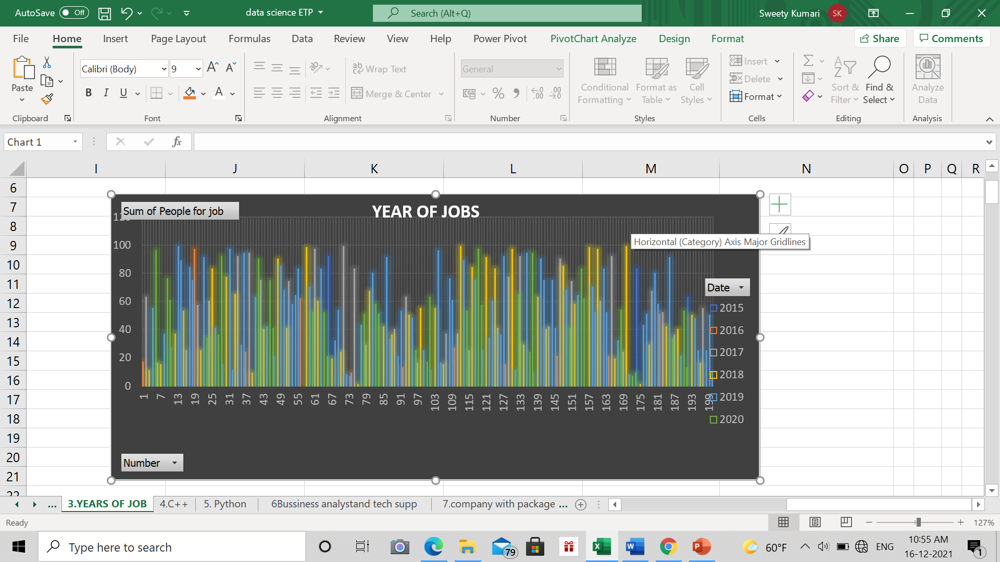 AutoSave Off data science ETP Search (Alt+Q) Sweety Kumari SK
File Home Insert Page Layout Formulas Data Review View Help Power Pivot PivotChart Analyze Design Format Share Comments
Paste Calibri (Body) 9 Wrap Text General Conditional Formatting Format as Table Cell Styles Insert Sort & Filter Find & Select Analyze Data
B I U Merge & Center Delete
Format
Clipboard Font Alignment Number Styles Cells Editing Analysis
Chart 1 fx
I J K L M N O P Q R
6
7
8
9
10
11
12
13
14
15
16
17
18
19
20
21
22
Sum of People for job
YEAR OF JOBS
Horizontal (Category) Axis Major Gridlines
120
100
80
60
40
20
0
1 7 13 19 25 31 37 43 49 55 61 67 73 79 85 91 97 103 109 115 121 127 133 139 145 151 157 163 169 175 181 187 193 199
Date
2015
2016
2017
2018
2019
2020
Number
... 3.YEARS OF JOB 4.C++ 5. Python 6Bussiness analystand tech supp 7.company with package ...
Ready 127%
Type here to search 79 60°F ENG 10:55 AM
16-12-2021 1